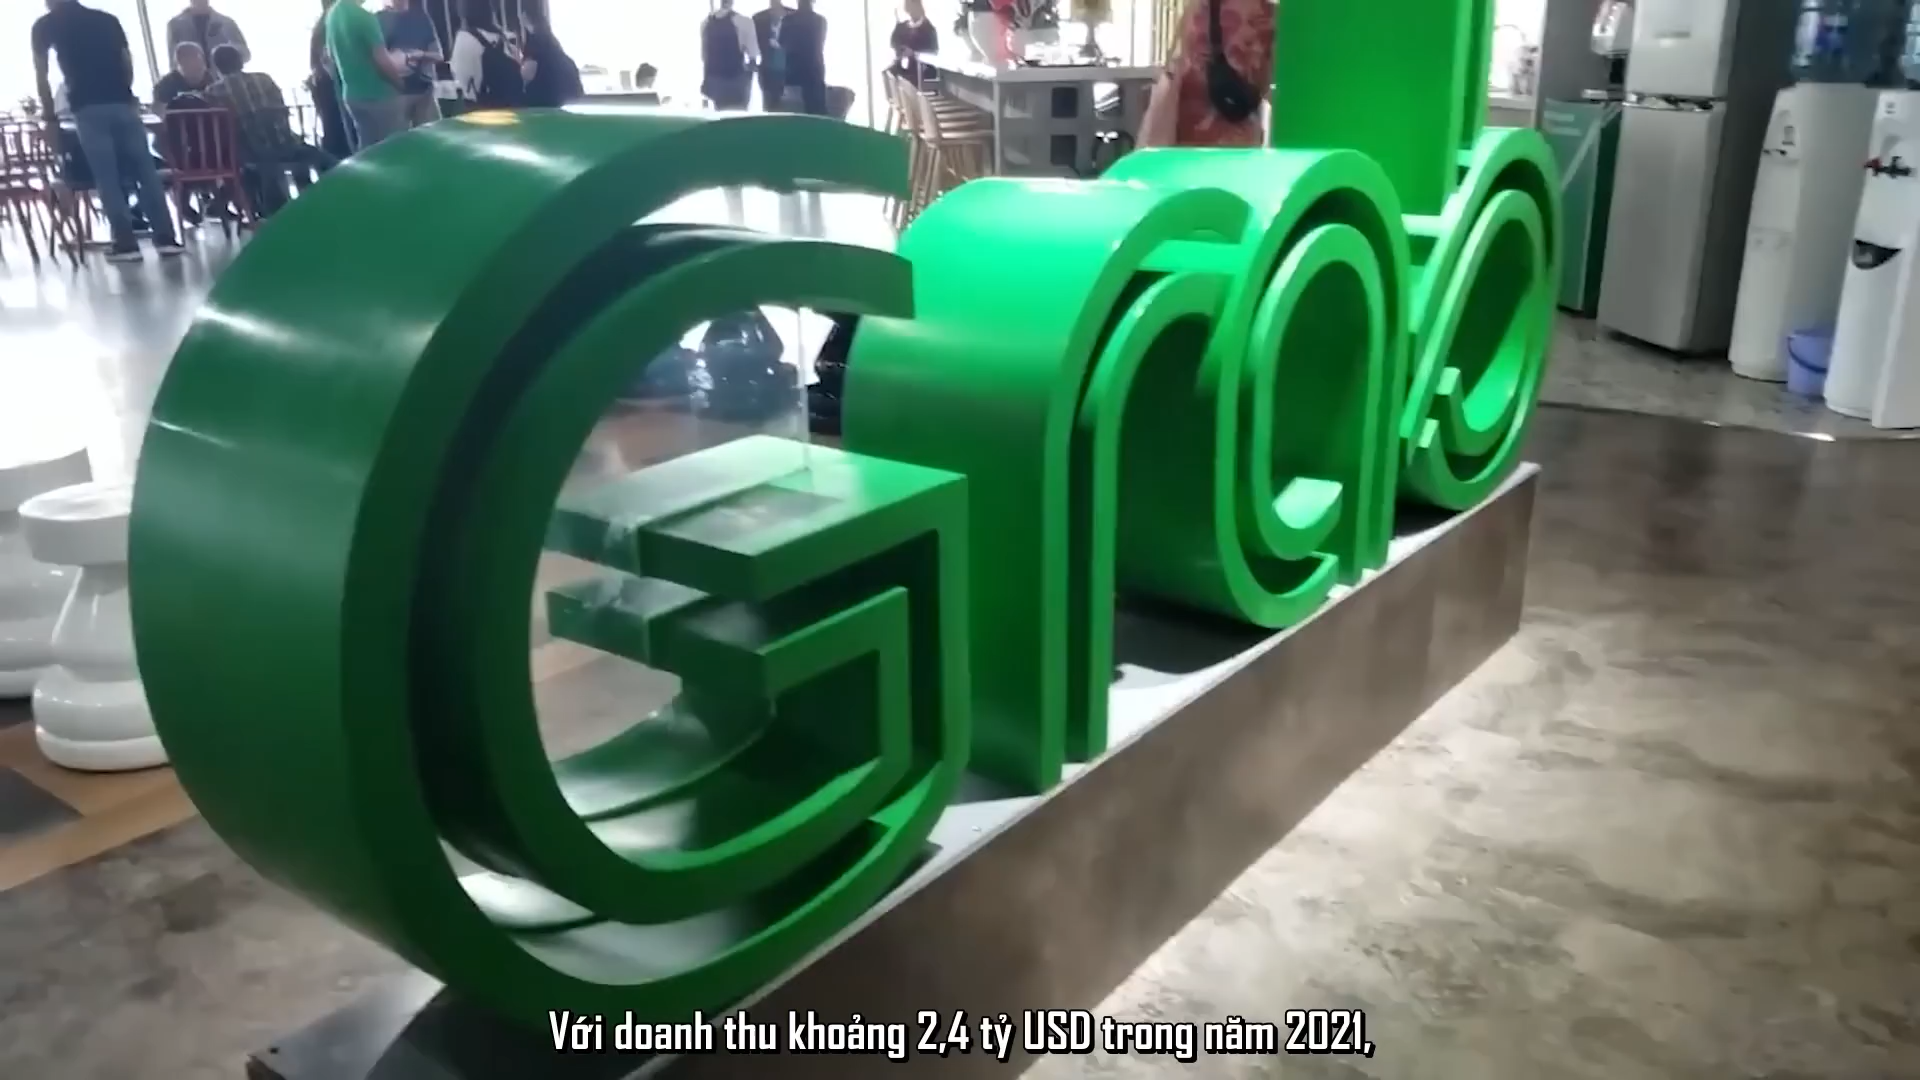 Grab
Với doanh thu khoảng 2,4 tỷ USD trong năm 2021,